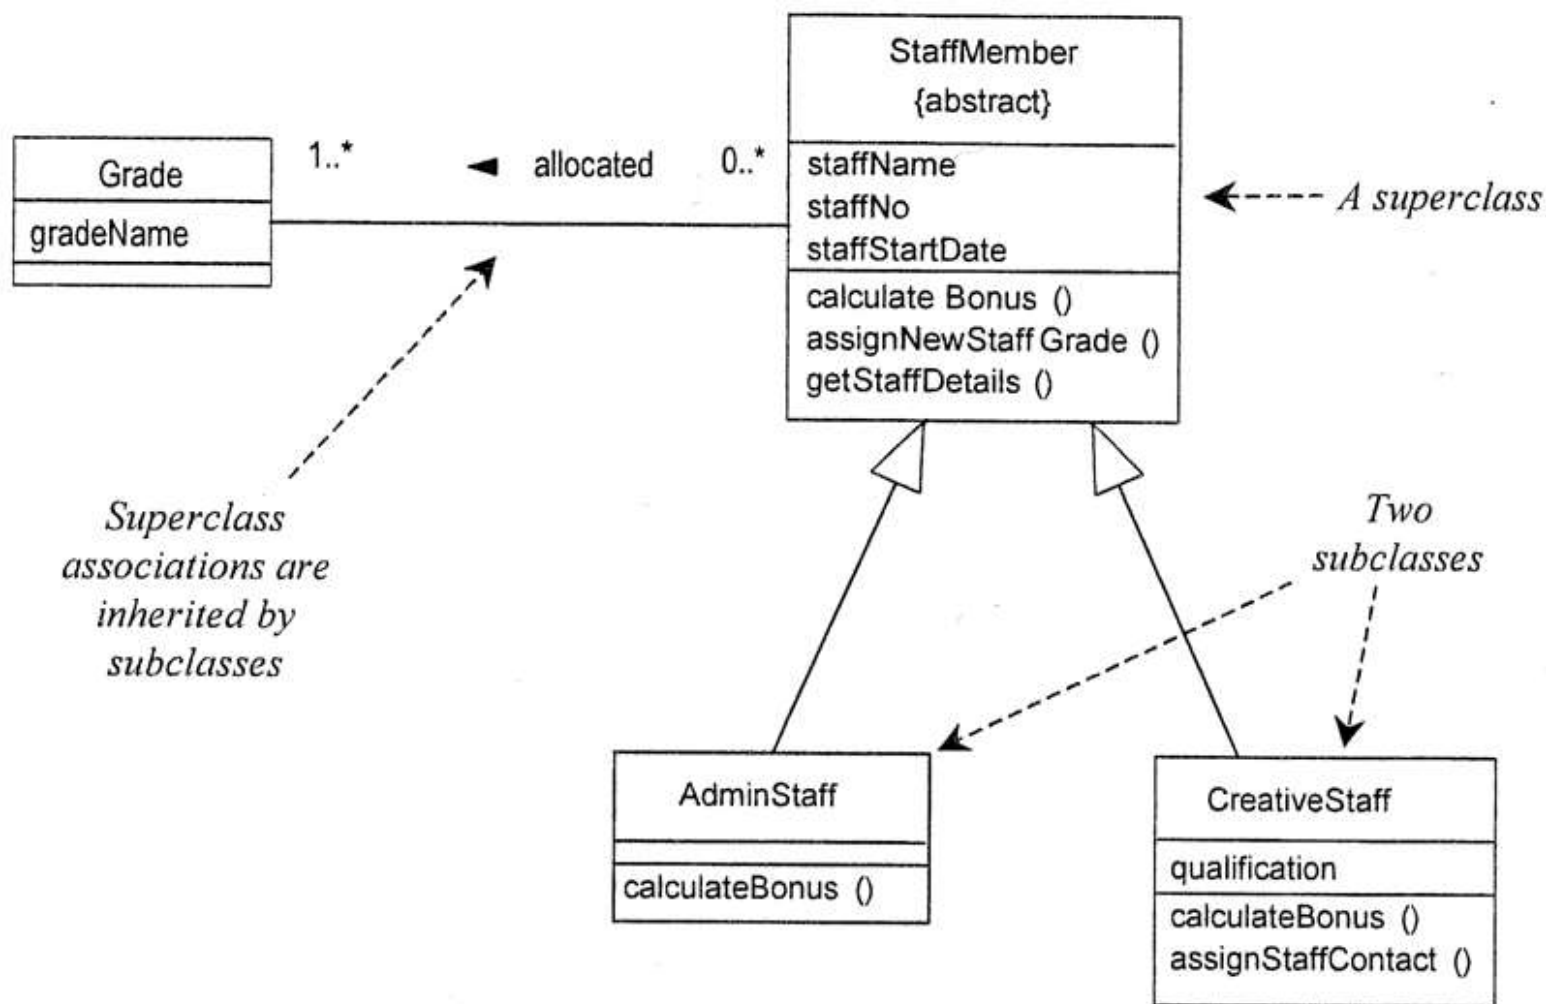 StaffMember
{abstract}
staffName
staffNo
staffStartDate
calculate Bonus ()
assignNewStaff Grade ()
getStaffDetails ()
Grade
gradeName
1..*
◄ allocated
0..*
A superclass
Superclass
associations are
inherited by
subclasses
Two
subclasses
AdminStaff
calculateBonus ()
CreativeStaff
qualification
calculateBonus ()
assignStaffContact ()